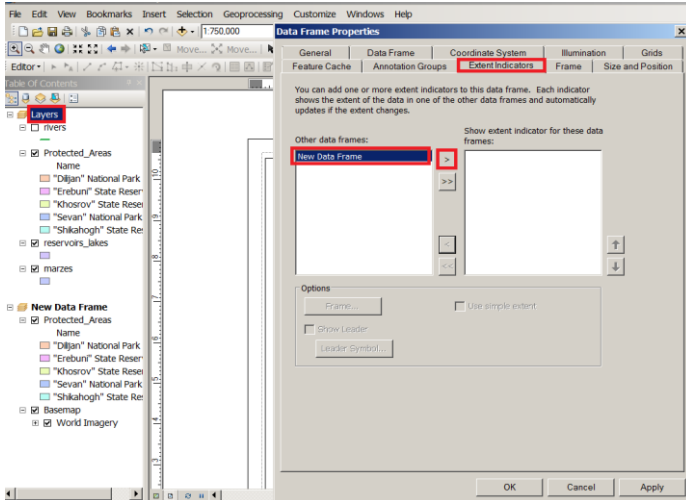 File Edit View Bookmarks Insert Selection Geoprocessing Customize Windows Help
1:750,000
Move... Move...
Editor
Table Of Contents
Layers
rivers
Protected_Areas
Name
"Dilijan" National Park
"Erebuni" State Reser
"Khosrov" State Reser
"Sevan" National Park
"Shikahogh" State Re
reservoirs_lakes
marzes
New Data Frame
Protected_Areas
Name
"Dilijan" National Park
"Erebuni" State Reser
"Khosrov" State Reser
"Sevan" National Park
"Shikahogh" State Re
Basemap
World Imagery
Data Frame Properties
General Data Frame Coordinate System Illumination Grids
Feature Cache Annotation Groups Extent Indicators Frame Size and Position
You can add one or more extent indicators to this data frame. Each indicator
shows the extent of the data in one of the other data frames and automatically
updates if the extent changes.
Other data frames:
Show extent indicator for these data
frames:
New Data Frame
>
>>
<
<<
Options
Frame...
Use simple extent
Show Leader
Leader Symbol...
OK Cancel Apply